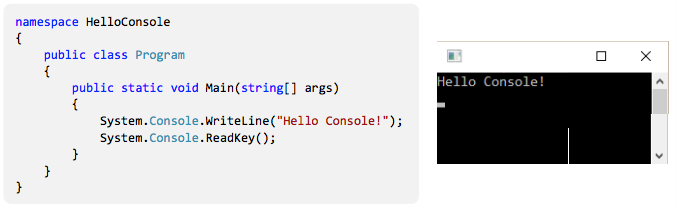 namespace HelloConsole
{
    public class Program
    {
        public static void Main(string[] args)
        {
            System.Console.WriteLine("Hello Console!");
            System.Console.ReadKey();
        }
    }
}
Hello Console!